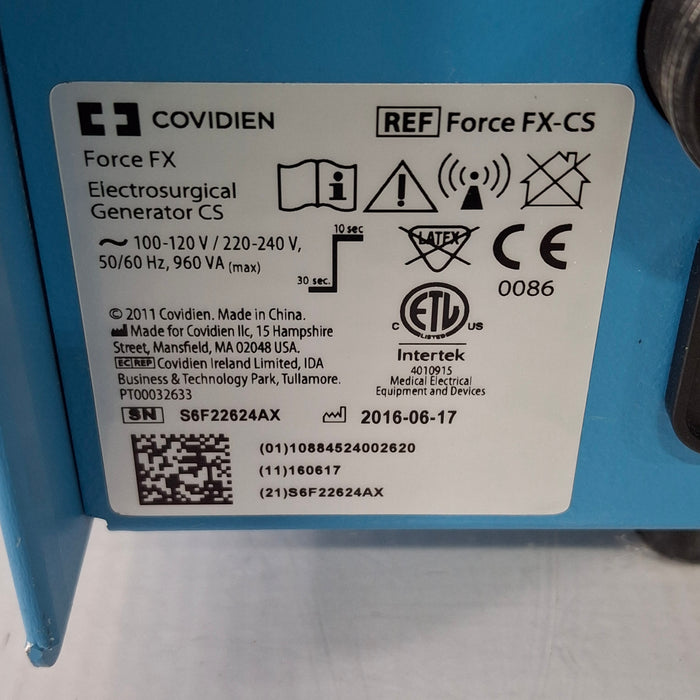 COVIDIEN
REF Force FX-CS
Force FX
Electrosurgical
Generator CS
100-120 V / 220-240 V,
50/60 Hz, 960 VA (max)
10 sec
30 sec.
LATEX
CE
0086
© 2011 Covidien. Made in China.
Made for Covidien llc, 15 Hampshire
Street, Mansfield, MA 02048 USA.
EC REP Covidien Ireland Limited, IDA
Business & Technology Park, Tullamore.
PT00032633
ETL
C US
LISTED
Intertek
4010915
Medical Electrical
Equipment and Devices
SN S6F22624AX
2016-06-17
(01)10884524002620
(11)160617
(21)S6F22624AX